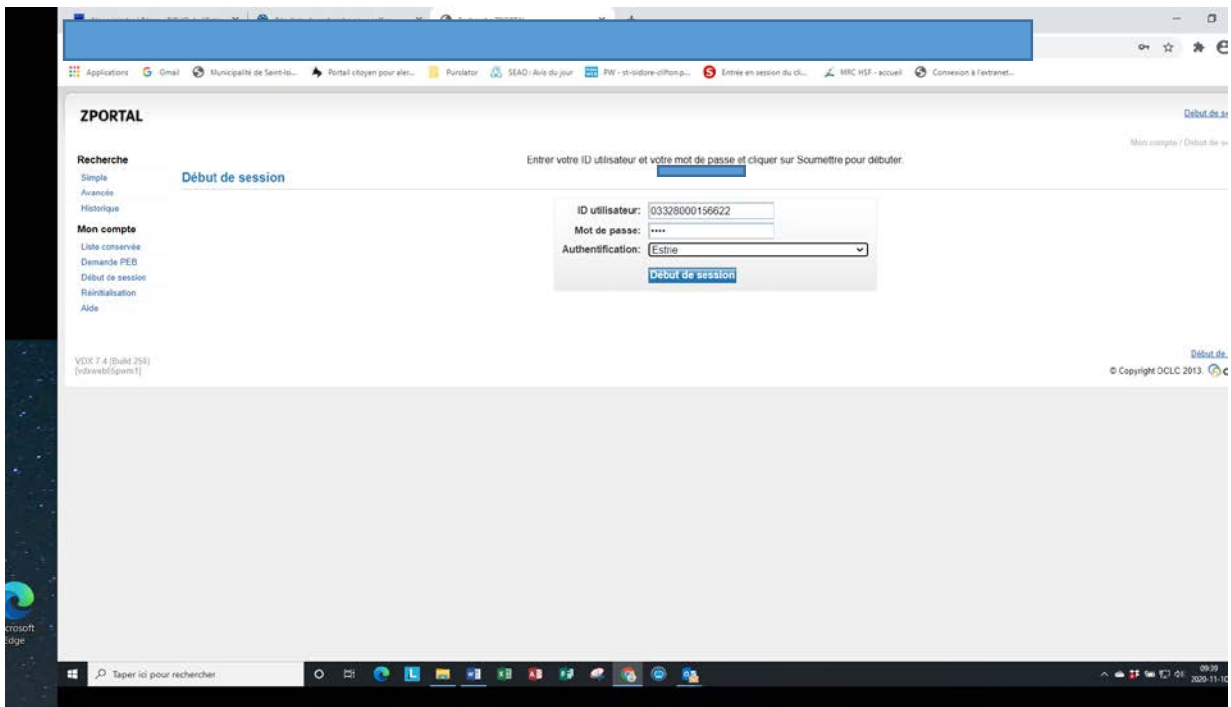 Applications Gmail Municipalité de Saint-Isi... Portail citoyen pour aler... Purolator SEAO : Avis du jour PW - st-isidore-clifton.p... Entrée en session du cli... MRC HSF - accueil Connexion à l'extranet...
ZPORTAL
Début de se
Mon compte / Début de se
Entrer votre ID utilisateur et votre mot de passe et cliquer sur Soumettre pour débuter.
Recherche
Simple
Avancée
Historique
Mon compte
Liste conservée
Demande PEB
Début de session
Réinitialisation
Aide
Début de session
ID utilisateur: 03328000156622
Mot de passe: ••••
Authentification: Estrie
Début de session
VDX 7.4 (Build 259)
Début de
© Copyright OCLC 2013.
crosoft
Edge
Taper ici pour rechercher
09:39
2020-11-10